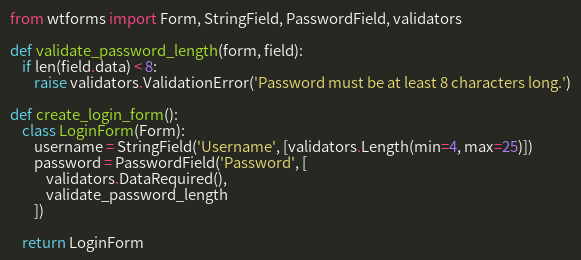 from wtforms import Form, StringField, PasswordField, validators

def validate_password_length(form, field):
    if len(field.data) < 8:
        raise validators.ValidationError('Password must be at least 8 characters long.')

def create_login_form():
    class LoginForm(Form):
        username = StringField('Username', [validators.Length(min=4, max=25)])
        password = PasswordField('Password', [
            validators.DataRequired(),
            validate_password_length
        ])

    return LoginForm